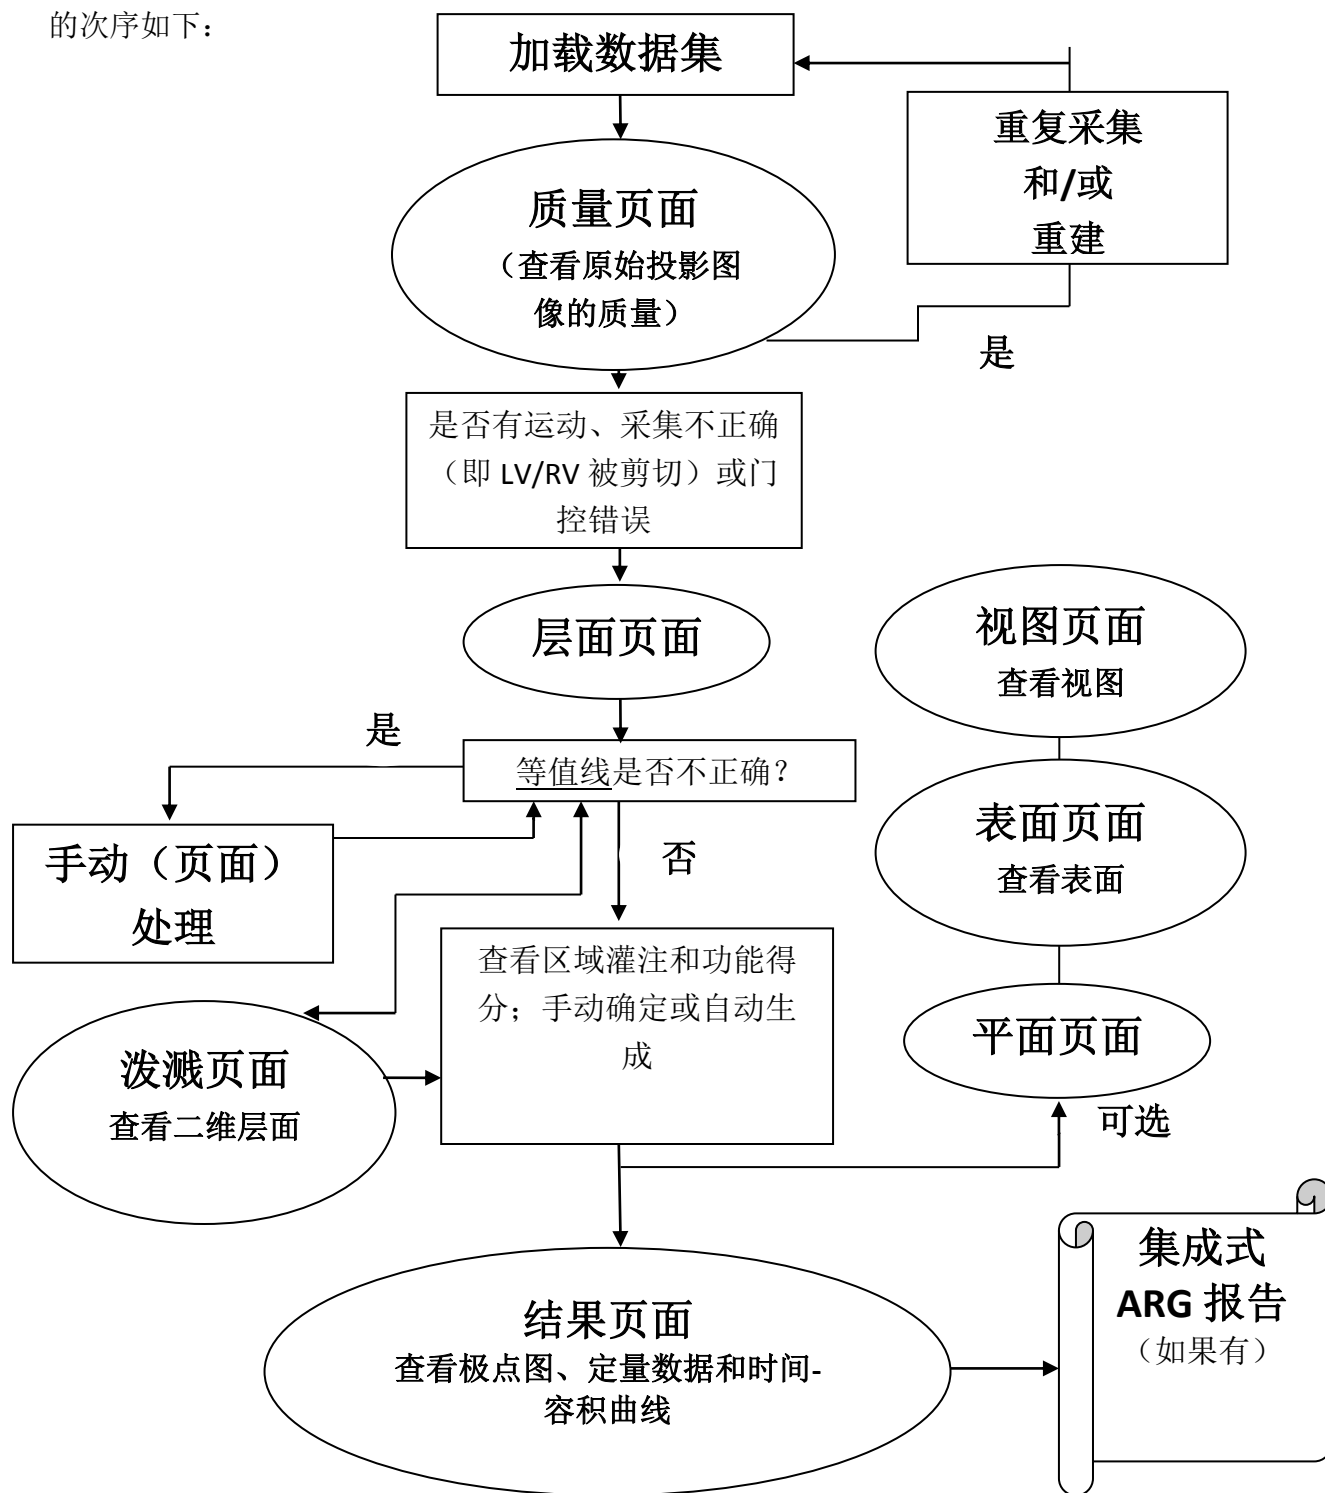 的次序如下：
加载数据集
重复采集
和/或
重建
质量页面
（查看原始投影图
像的质量）
是
是否有运动、采集不正确
（即 LV/RV 被剪切）或门
控错误
层面页面
视图页面
查看视图
是
等值线是否不正确？
手动（页面）
处理
否
表面页面
查看表面
查看区域灌注和功能得
分；手动确定或自动生
成
平面页面
泼溅页面
查看二维层面
可选
集成式
ARG 报告
（如果有）
结果页面
查看极点图、定量数据和时间-
容积曲线